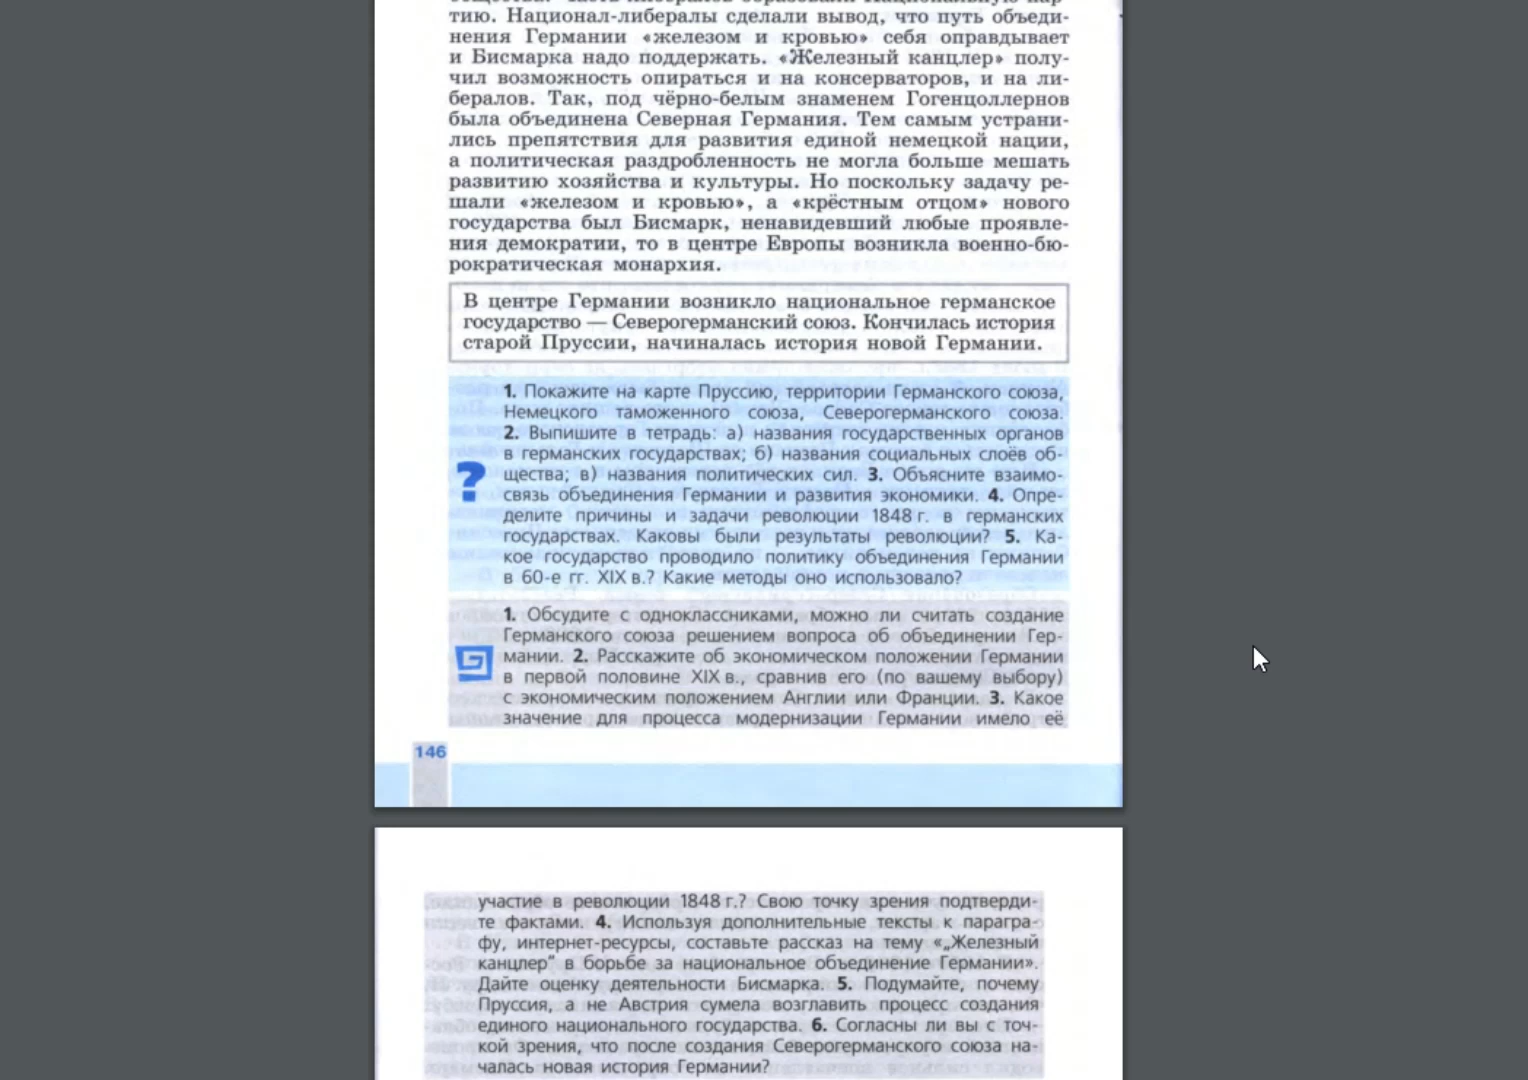 тию. Национал-либералы сделали вывод, что путь объеди-
нения Германии «железом и кровью» себя оправдывает
и Бисмарка надо поддержать. «Железный канцлер» полу-
чил возможность опираться и на консерваторов, и на ли-
бералов. Так, под чёрно-белым знаменем Гогенцоллернов
была объединена Северная Германия. Тем самым устрани-
лись препятствия для развития единой немецкой нации,
а политическая раздробленность не могла больше мешать
развитию хозяйства и культуры. Но поскольку задачу ре-
шали «железом и кровью», а «крёстным отцом» нового
государства был Бисмарк, ненавидевший любые проявле-
ния демократии, то в центре Европы возникла военно-бю-
рократическая монархия.
В центре Германии возникло национальное германское
государство — Северогерманский союз. Кончилась история
старой Пруссии, начиналась история новой Германии.
1. Покажите на карте Пруссию, территории Германского союза,
Немецкого таможенного союза, Северогерманского союза.
2. Выпишите в тетрадь: а) названия государственных органов
в германских государствах; б) названия социальных слоёв об-
щества; в) названия политических сил. 3. Объясните взаимо-
связь объединения Германии и развития экономики. 4. Опре-
делите причины и задачи революции 1848 г. в германских
государствах. Каковы были результаты революции? 5. Ка-
кое государство проводило политику объединения Германии
в 60-е гг. XIX в.? Какие методы оно использовало?
1. Обсудите с одноклассниками, можно ли считать создание
Германского союза решением вопроса об объединении Гер-
мании. 2. Расскажите об экономическом положении Германии
в первой половине XIX в., сравнив его (по вашему выбору)
с экономическим положением Англии или Франции. 3. Какое
значение для процесса модернизации Германии имело её
146
участие в революции 1848 г.? Свою точку зрения подтверди-
те фактами. 4. Используя дополнительные тексты к парагра-
фу, интернет-ресурсы, составьте рассказ на тему «„Железный
канцлер" в борьбе за национальное объединение Германии».
Дайте оценку деятельности Бисмарка. 5. Подумайте, почему
Пруссия, а не Австрия сумела возглавить процесс создания
единого национального государства. 6. Согласны ли вы с точ-
кой зрения, что после создания Северогерманского союза на-
чалась новая история Германии?